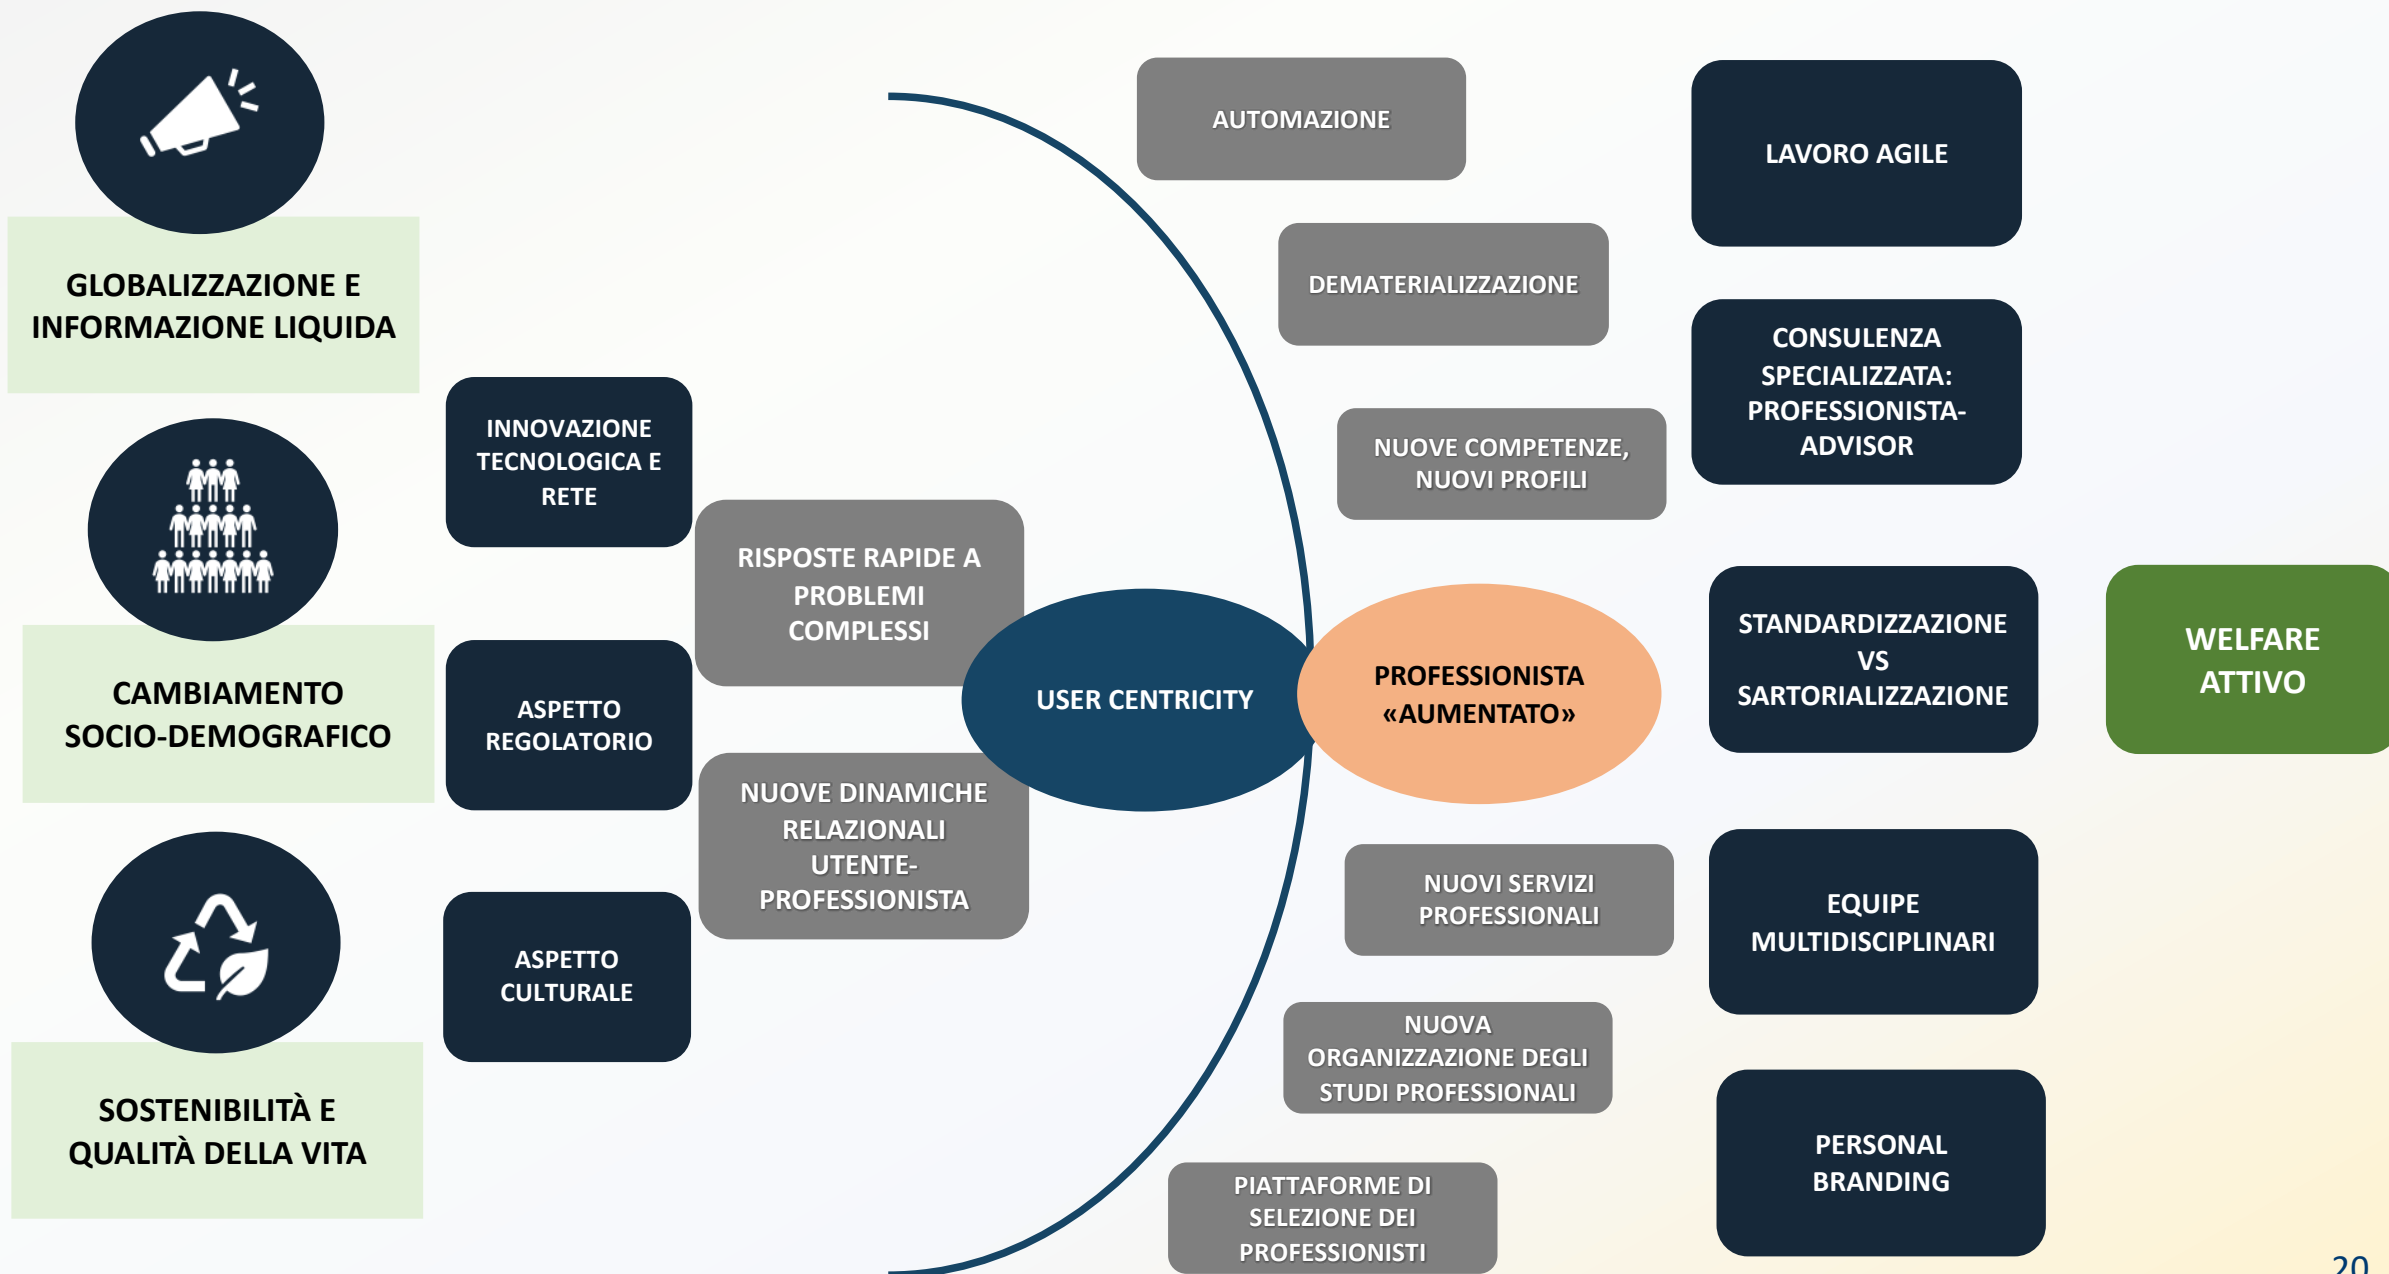 GLOBALIZZAZIONE E
INFORMAZIONE LIQUIDA
CAMBIAMENTO
SOCIO-DEMOGRAFICO
SOSTENIBILITÀ E
QUALITÀ DELLA VITA
INNOVAZIONE
TECNOLOGICA E
RETE
ASPETTO
REGOLATORIO
ASPETTO
CULTURALE
RISPOSTE RAPIDE A
PROBLEMI
COMPLESSI
NUOVE DINAMICHE
RELAZIONALI
UTENTE-
PROFESSIONISTA
USER CENTRICITY
PROFESSIONISTA
«AUMENTATO»
AUTOMAZIONE
DEMATERIALIZZAZIONE
NUOVE COMPETENZE,
NUOVI PROFILI
NUOVI SERVIZI
PROFESSIONALI
NUOVA
ORGANIZZAZIONE DEGLI
STUDI PROFESSIONALI
PIATTAFORME DI
SELEZIONE DEI
PROFESSIONISTI
LAVORO AGILE
CONSULENZA
SPECIALIZZATA:
PROFESSIONISTA-
ADVISOR
STANDARDIZZAZIONE
VS
SARTORIALIZZAZIONE
EQUIPE
MULTIDISCIPLINARI
PERSONAL
BRANDING
WELFARE
ATTIVO
20